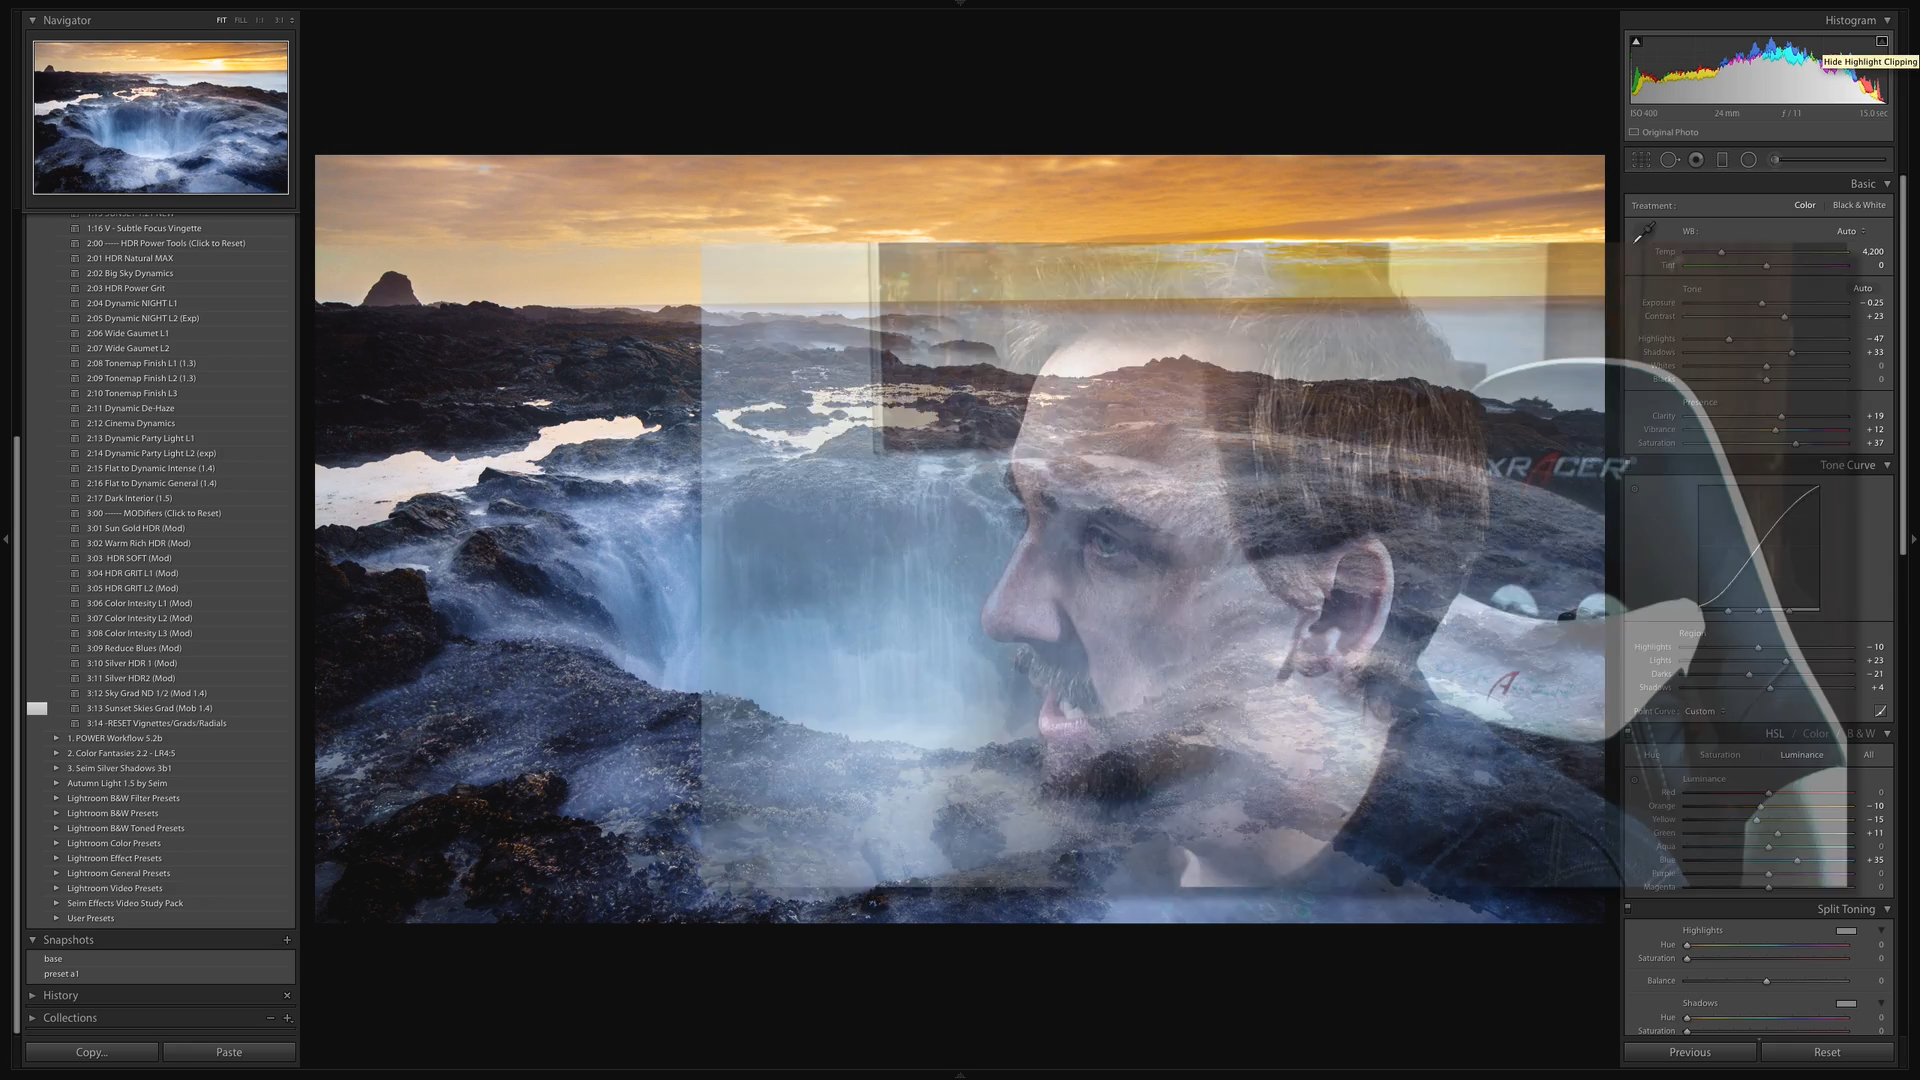 Navigator
FIT FILL 1:1 3:1
1:16 V - Subtle Focus Vingette
2:00 ----- HDR Power Tools (Click to Reset)
2:01 HDR Natural MAX
2:02 Big Sky Dynamics
2:03 HDR Power Grit
2:04 Dynamic NIGHT L1
2:05 Dynamic NIGHT L2 (Exp)
2:06 Wide Gaumet L1
2:07 Wide Gaumet L2
2:08 Tonemap Finish L1 (1.3)
2:09 Tonemap Finish L2 (1.3)
2:10 Tonemap Finish L3
2:11 Dynamic De-Haze
2:12 Cinema Dynamics
2:13 Dynamic Party Light L1
2:14 Dynamic Party Light L2 (exp)
2:15 Flat to Dynamic Intense (1.4)
2:16 Flat to Dynamic General (1.4)
2:17 Dark Interior (1.5)
3:00 ------ MODifiers (Click to Reset)
3:01 Sun Gold HDR (Mod)
3:02 Warm Rich HDR (Mod)
3:03 HDR SOFT (Mod)
3:04 HDR GRIT L1 (Mod)
3:05 HDR GRIT L2 (Mod)
3:06 Color Intesity L1 (Mod)
3:07 Color Intesity L2 (Mod)
3:08 Color Intesity L3 (Mod)
3:09 Reduce Blues (Mod)
3:10 Silver HDR 1 (Mod)
3:11 Silver HDR2 (Mod)
3:12 Sky Grad ND 1/2 (Mod 1.4)
3:13 Sunset Skies Grad (Mob 1.4)
3:14 -RESET Vignettes/Grads/Radials
1. POWER Workflow 5.2b
2. Color Fantasies 2.2 - LR4:5
3. Seim Silver Shadows 3b1
Autumn Light 1.5 by Seim
Lightroom B&W Filter Presets
Lightroom B&W Presets
Lightroom B&W Toned Presets
Lightroom Color Presets
Lightroom Effect Presets
Lightroom General Presets
Lightroom Video Presets
Seim Effects Video Study Pack
User Presets
Snapshots
base
preset a1
History
Collections
Copy... Paste
XRACER
Histogram
Hide Highlight Clipping
ISO 400 24 mm ƒ / 11 15.0 sec
Original Photo
Basic
Treatment : Color Black & White
WB : Auto
Temp 4,200
Tint 0
Tone Auto
Exposure - 0.25
Contrast + 23
Highlights - 47
Shadows + 33
Whites 0
Blacks 0
Presence
Clarity + 19
Vibrance + 12
Saturation + 37
Tone Curve
Region
Highlights - 10
Lights + 23
Darks - 21
Shadows + 4
Point Curve : Custom
HSL / Color / B & W
Hue Saturation Luminance All
Luminance
Red 0
Orange - 10
Yellow - 15
Green + 11
Aqua 0
Blue + 35
Purple 0
Magenta 0
Split Toning
Highlights
Hue 0
Saturation 0
Balance 0
Shadows
Hue 0
Saturation 0
Previous Reset